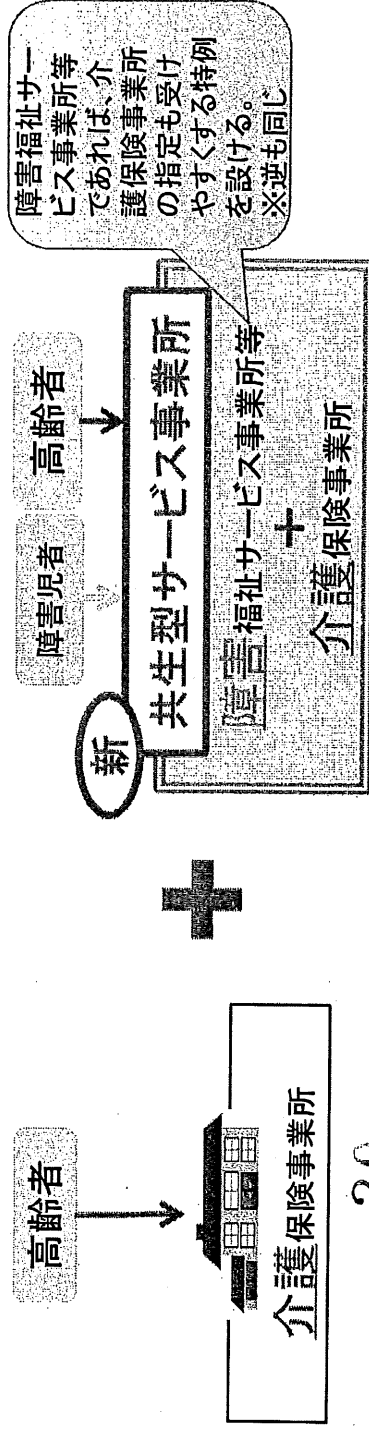 高齢者
介護保険事業所
＋
新
障害児者
高齢者
共生型サービス事業所
障害福祉サービス事業所等
＋
介護保険事業所
障害福祉サー
ビス事業所等
であれば、介
護保険事業所
の指定も受け
やすくする特例
を設ける。
※逆も同じ